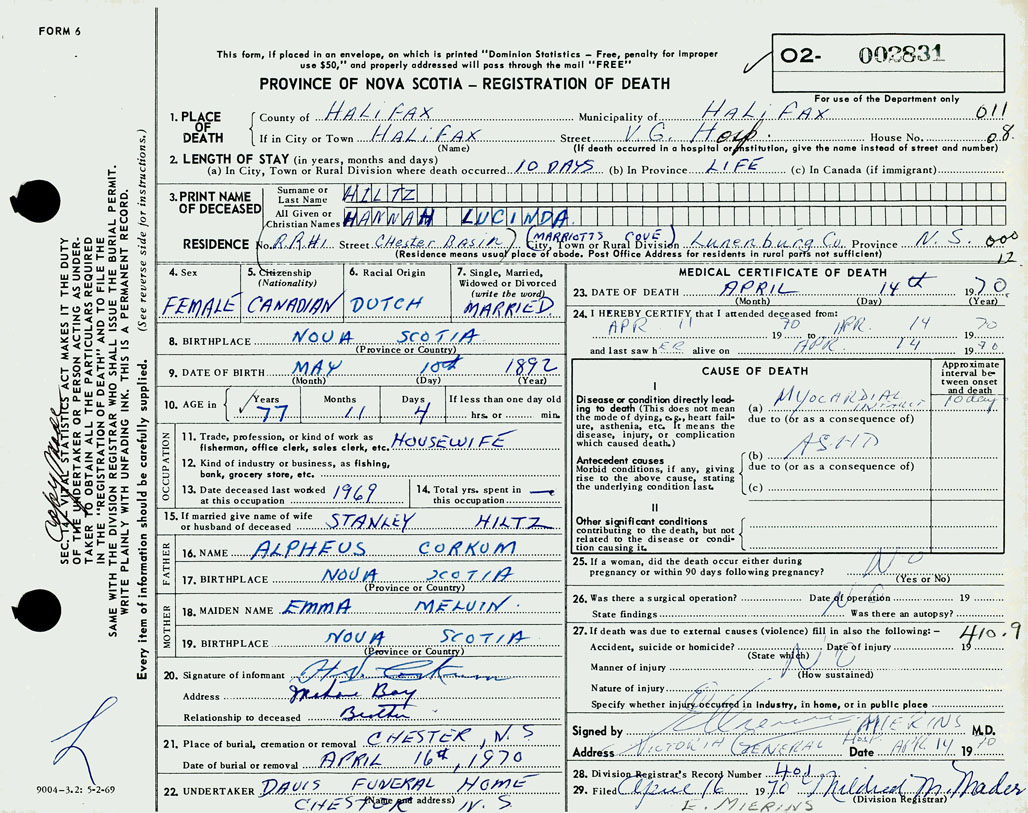 FORM 6
This form, if placed in an envelope, on which is printed "Dominion Statistics – Free, penalty for improper
use $50," and properly addressed will pass through the mail "FREE"
PROVINCE OF NOVA SCOTIA – REGISTRATION OF DEATH
O2- 002831
For use of the Department only
1. PLACE OF DEATH
County of HALIFAX Municipality of HALIFAX 011
If in City or Town HALIFAX Street V.G. Hosp. House No. 08
(Name) (If death occurred in a hospital or institution, give the name instead of street and number)
2. LENGTH OF STAY (in years, months and days)
(a) In City, Town or Rural Division where death occurred 10 DAYS (b) In Province LIFE (c) In Canada (if immigrant)
3. PRINT NAME OF DECEASED
Surname or Last Name HILTZ
All Given or Christian Names HANNAH LUCINDA
RESIDENCE No. R.R.#1 Street Chester Basin (MARRIOTTS COVE) City, Town or Rural Division Lunenburg Co. Province N.S. 000
(Residence means usual place of abode. Post Office Address for residents in rural parts not sufficient) 12
4. Sex FEMALE
5. Citizenship (Nationality) CANADIAN
6. Racial Origin DUTCH
7. Single, Married, Widowed or Divorced (write the word) MARRIED
8. BIRTHPLACE NOVA SCOTIA
(Province or Country)
9. DATE OF BIRTH MAY 10th 1892
(Month) (Day) (Year)
10. AGE in Years 77 Months 11 Days 4 If less than one day old hrs. or min.
OCCUPATION
11. Trade, profession, or kind of work as fisherman, office clerk, sales clerk, etc. HOUSEWIFE
12. Kind of industry or business, as fishing, bank, grocery store, etc.
13. Date deceased last worked at this occupation 1969
14. Total yrs. spent in this occupation —
15. If married give name of wife or husband of deceased STANLEY HILTZ
FATHER
16. NAME ALPHEUS CORKUM
17. BIRTHPLACE NOVA SCOTIA
(Province or Country)
MOTHER
18. MAIDEN NAME EMMA MELVIN
19. BIRTHPLACE NOVA SCOTIA
(Province or Country)
20. Signature of informant Corkum
Address Mahone Bay
Relationship to deceased Brother
21. Place of burial, cremation or removal CHESTER, N.S
Date of burial or removal APRIL 16th, 1970
22. UNDERTAKER DAVIS FUNERAL HOME
(Name and address) CHESTER N.S
MEDICAL CERTIFICATE OF DEATH
23. DATE OF DEATH APRIL 14th 1970
(Month) (Day) (Year)
24. I HEREBY CERTIFY that I attended deceased from:
APR. 11 1970 to APR. 14 1970
and last saw hER alive on APR. 14 1970
CAUSE OF DEATH
Approximate interval between onset and death
I
Disease or condition directly leading to death (This does not mean the mode of dying, e.g., heart failure, asthenia, etc. It means the disease, injury, or complication which caused death.)
(a) MYOCARDIAL INFARCT 10 days
due to (or as a consequence of)
Antecedent causes
Morbid conditions, if any, giving rise to the above cause, stating the underlying condition last.
(b) ASHD
due to (or as a consequence of)
(c)
II
Other significant conditions
contributing to the death, but not related to the disease or condition causing it.
25. If a woman, did the death occur either during pregnancy or within 90 days following pregnancy? NO
(Yes or No)
26. Was there a surgical operation? Date of operation 19
State findings NO Was there an autopsy?
27. If death was due to external causes (violence) fill in also the following: – 410.9
Accident, suicide or homicide? Date of injury 19
(State which) NO
Manner of injury
(How sustained)
Nature of injury
Specify whether injury occurred in industry, in home, or in public place
Signed by MIERINS M.D.
Address VICTORIA GENERAL Hosp Date APR 14 1970
28. Division Registrar's Record Number 401
29. Filed April 16 1970 Mildred M. Mader
(Division Registrar)
E. MIERINS
SEC. 14, VITAL STATISTICS ACT MAKES IT THE DUTY
OF THE UNDERTAKER OR PERSON ACTING AS UNDER-
TAKER TO OBTAIN ALL THE PARTICULARS REQUIRED
IN THE "REGISTRATION OF DEATH" AND TO FILE THE
SAME WITH THE DIVISION REGISTRAR WHO SHALL ISSUE THE BURIAL PERMIT.
WRITE PLAINLY WITH UNFADING INK. THIS IS A PERMANENT RECORD.
Every item of information should be carefully supplied. (See reverse side for instructions.)
9004-3.2: 5-2-69